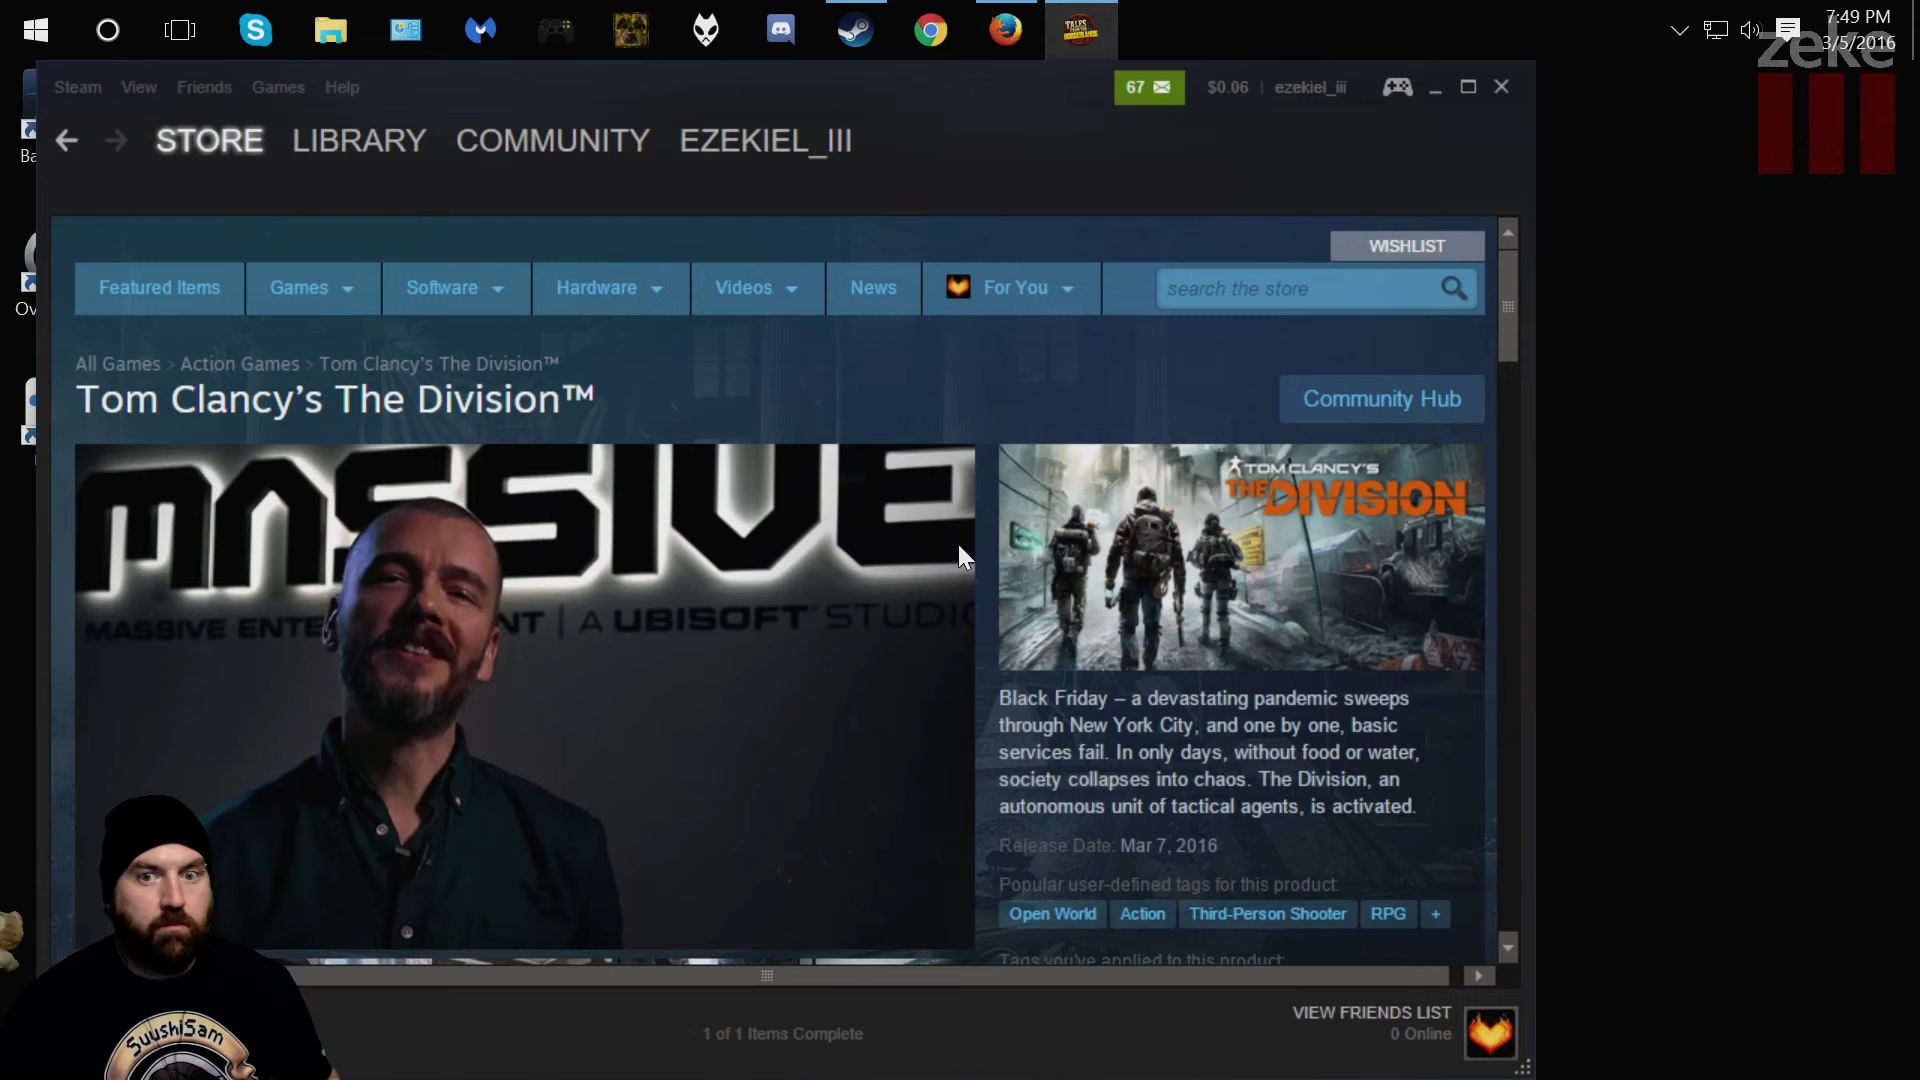 7:49 PM
3/5/2016
zeke
Steam View Friends Games Help
67
$0.06 | ezekiel_iii
STORE LIBRARY COMMUNITY EZEKIEL_III
WISHLIST
Featured Items Games Software Hardware Videos News For You
search the store
All Games > Action Games > Tom Clancy's The Division™
Tom Clancy's The Division™
Community Hub
MASSIVE
MASSIVE ENTE NT | A UBISOFT STUDIO
TOM CLANCY'S
THE DIVISION
Black Friday – a devastating pandemic sweeps
through New York City, and one by one, basic
services fail. In only days, without food or water,
society collapses into chaos. The Division, an
autonomous unit of tactical agents, is activated.
Release Date: Mar 7, 2016
Popular user-defined tags for this product:
Open World Action Third-Person Shooter RPG +
Tags you've applied to this product:
VIEW FRIENDS LIST
0 Online
1 of 1 Items Complete
SuushiSam
Ba
Ov